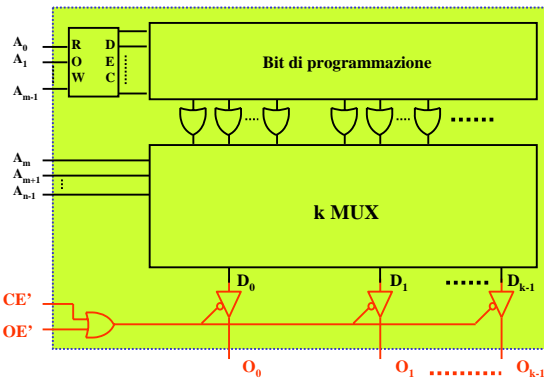 A0
A1
Am-1
R D
O E
W C
Bit di programmazione
Am
Am+1
An-1
k MUX
D0 D1 Dk-1
CE'
OE'
O0 O1 Ok-1